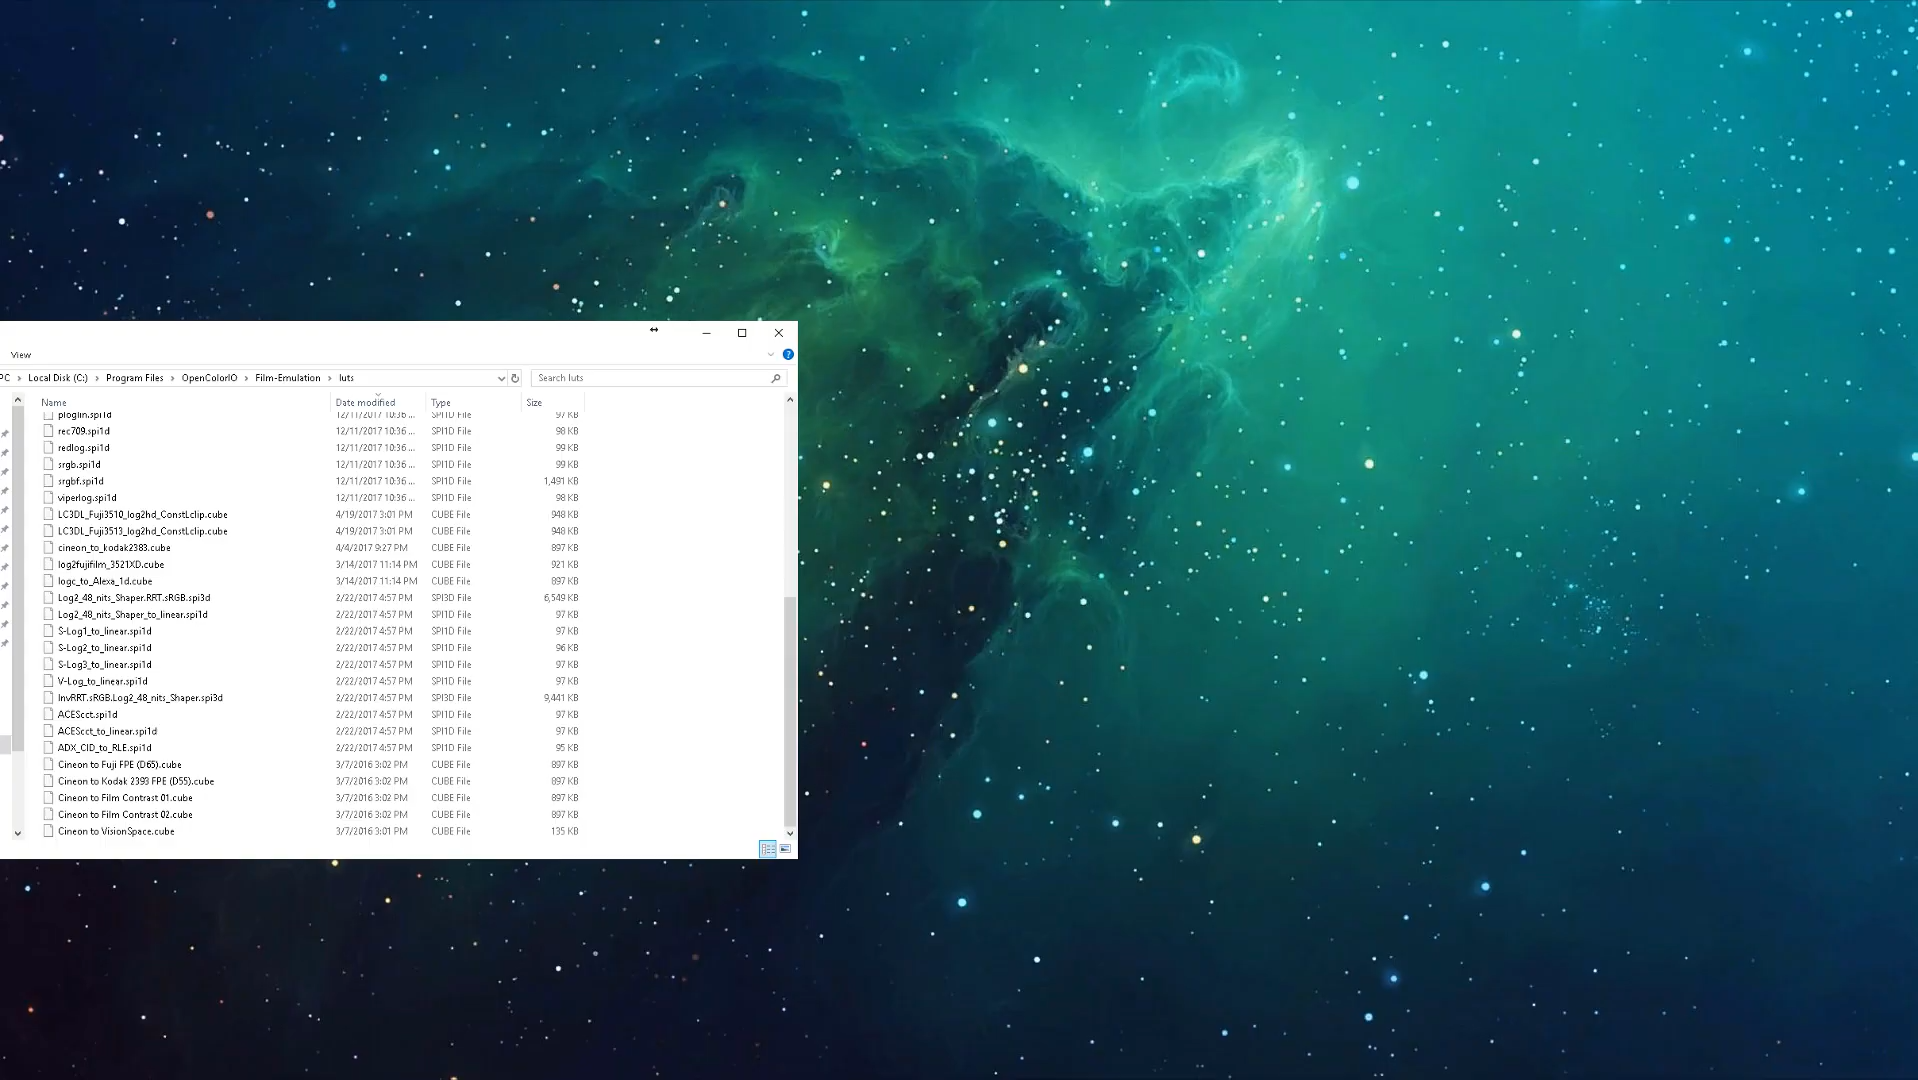 View
PC > Local Disk (C:) > Program Files > OpenColorIO > Film-Emulation > luts
Search luts
Name Date modified Type Size
ploglin.spi1d 12/11/2017 10:36 ... SPI1D File 97 KB
rec709.spi1d 12/11/2017 10:36 ... SPI1D File 98 KB
redlog.spi1d 12/11/2017 10:36 ... SPI1D File 99 KB
srgb.spi1d 12/11/2017 10:36 ... SPI1D File 99 KB
srgbf.spi1d 12/11/2017 10:36 ... SPI1D File 1,491 KB
viperlog.spi1d 12/11/2017 10:36 ... SPI1D File 98 KB
LC3DL_Fuji3510_log2hd_ConstLclip.cube 4/19/2017 3:01 PM CUBE File 948 KB
LC3DL_Fuji3513_log2hd_ConstLclip.cube 4/19/2017 3:01 PM CUBE File 948 KB
cineon_to_kodak2383.cube 4/4/2017 9:27 PM CUBE File 897 KB
log2fujifilm_3521XD.cube 3/14/2017 11:14 PM CUBE File 921 KB
logc_to_Alexa_1d.cube 3/14/2017 11:14 PM CUBE File 897 KB
Log2_48_nits_Shaper.RRT.sRGB.spi3d 2/22/2017 4:57 PM SPI3D File 6,549 KB
Log2_48_nits_Shaper_to_linear.spi1d 2/22/2017 4:57 PM SPI1D File 97 KB
S-Log1_to_linear.spi1d 2/22/2017 4:57 PM SPI1D File 97 KB
S-Log2_to_linear.spi1d 2/22/2017 4:57 PM SPI1D File 96 KB
S-Log3_to_linear.spi1d 2/22/2017 4:57 PM SPI1D File 97 KB
V-Log_to_linear.spi1d 2/22/2017 4:57 PM SPI1D File 97 KB
InvRRT.sRGB.Log2_48_nits_Shaper.spi3d 2/22/2017 4:57 PM SPI3D File 9,441 KB
ACEScct.spi1d 2/22/2017 4:57 PM SPI1D File 97 KB
ACEScct_to_linear.spi1d 2/22/2017 4:57 PM SPI1D File 97 KB
ADX_CID_to_RLE.spi1d 2/22/2017 4:57 PM SPI1D File 95 KB
Cineon to Fuji FPE (D65).cube 3/7/2016 3:02 PM CUBE File 897 KB
Cineon to Kodak 2393 FPE (D55).cube 3/7/2016 3:02 PM CUBE File 897 KB
Cineon to Film Contrast 01.cube 3/7/2016 3:02 PM CUBE File 897 KB
Cineon to Film Contrast 02.cube 3/7/2016 3:02 PM CUBE File 897 KB
Cineon to VisionSpace.cube 3/7/2016 3:01 PM CUBE File 135 KB